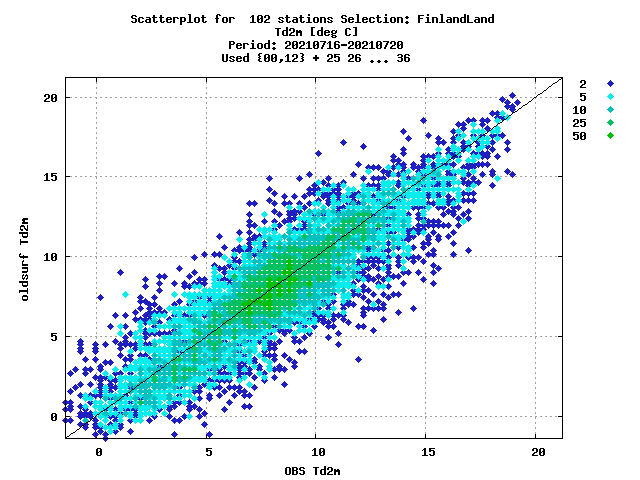 Scatterplot for  102 stations Selection: FinlandLand
Td2m [deg C]
Period: 20210716-20210720
Used {00,12} + 25 26 ... 36
2
5
10
25
50
20
15
10
5
0
oldsurf Td2m
0 5 10 15 20
OBS Td2m